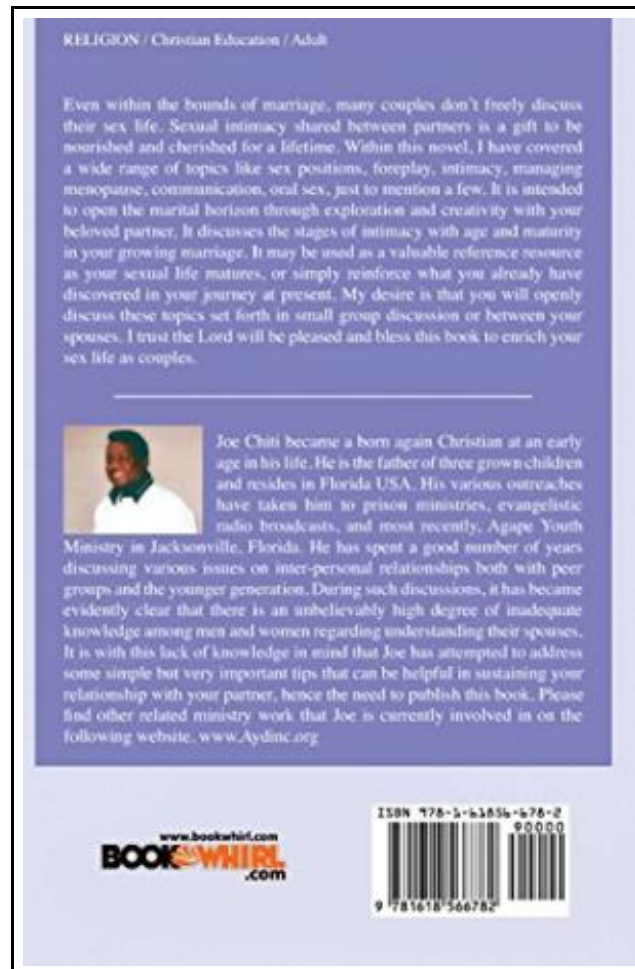 RELIGION / Christian Education / Adult
Even within the bounds of marriage, many couples don't freely discuss
their sex life. Sexual intimacy shared between partners is a gift to be
nourished and cherished for a lifetime. Within this novel, I have covered
a wide range of topics like sex positions, foreplay, intimacy, managing
menopause, communication, oral sex, just to mention a few. It is intended
to open the marital horizon through exploration and creativity with your
beloved partner. It discusses the stages of intimacy with age and maturity
in your growing marriage. It may be used as a valuable reference resource
as your sexual life matures, or simply reinforce what you already have
discovered in your journey at present. My desire is that you will openly
discuss these topics set forth in small group discussion or between your
spouses. I trust the Lord will be pleased and bless this book to enrich your
sex life as couples.
Joe Chiti became a born again Christian at an early
age in his life. He is the father of three grown children
and resides in Florida USA. His various outreaches
have taken him to prison ministries, evangelistic
radio broadcasts, and most recently, Agape Youth
Ministry in Jacksonville, Florida. He has spent a good number of years
discussing various issues on inter-personal relationships both with peer
groups and the younger generation. During such discussions, it has became
evidently clear that there is an unbelievably high degree of inadequate
knowledge among men and women regarding understanding their spouses.
It is with this lack of knowledge in mind that Joe has attempted to address
some simple but very important tips that can be helpful in sustaining your
relationship with your partner, hence the need to publish this book. Please
find other related ministry work that Joe is currently involved in on the
following website. www.Aydinc.org
www.bookwhirl.com
BOOKWHIRL
.com
ISBN 978-1-61856-678-2
90000
9 781618 566782